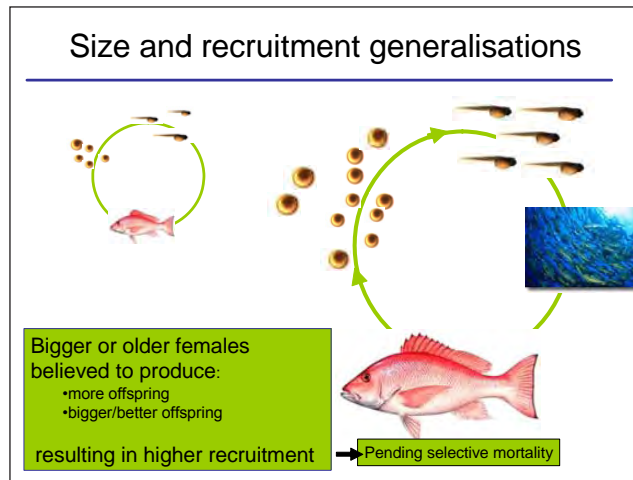 Size and recruitment generalisations
Bigger or older females
believed to produce:
•more offspring
•bigger/better offspring
resulting in higher recruitment
Pending selective mortality